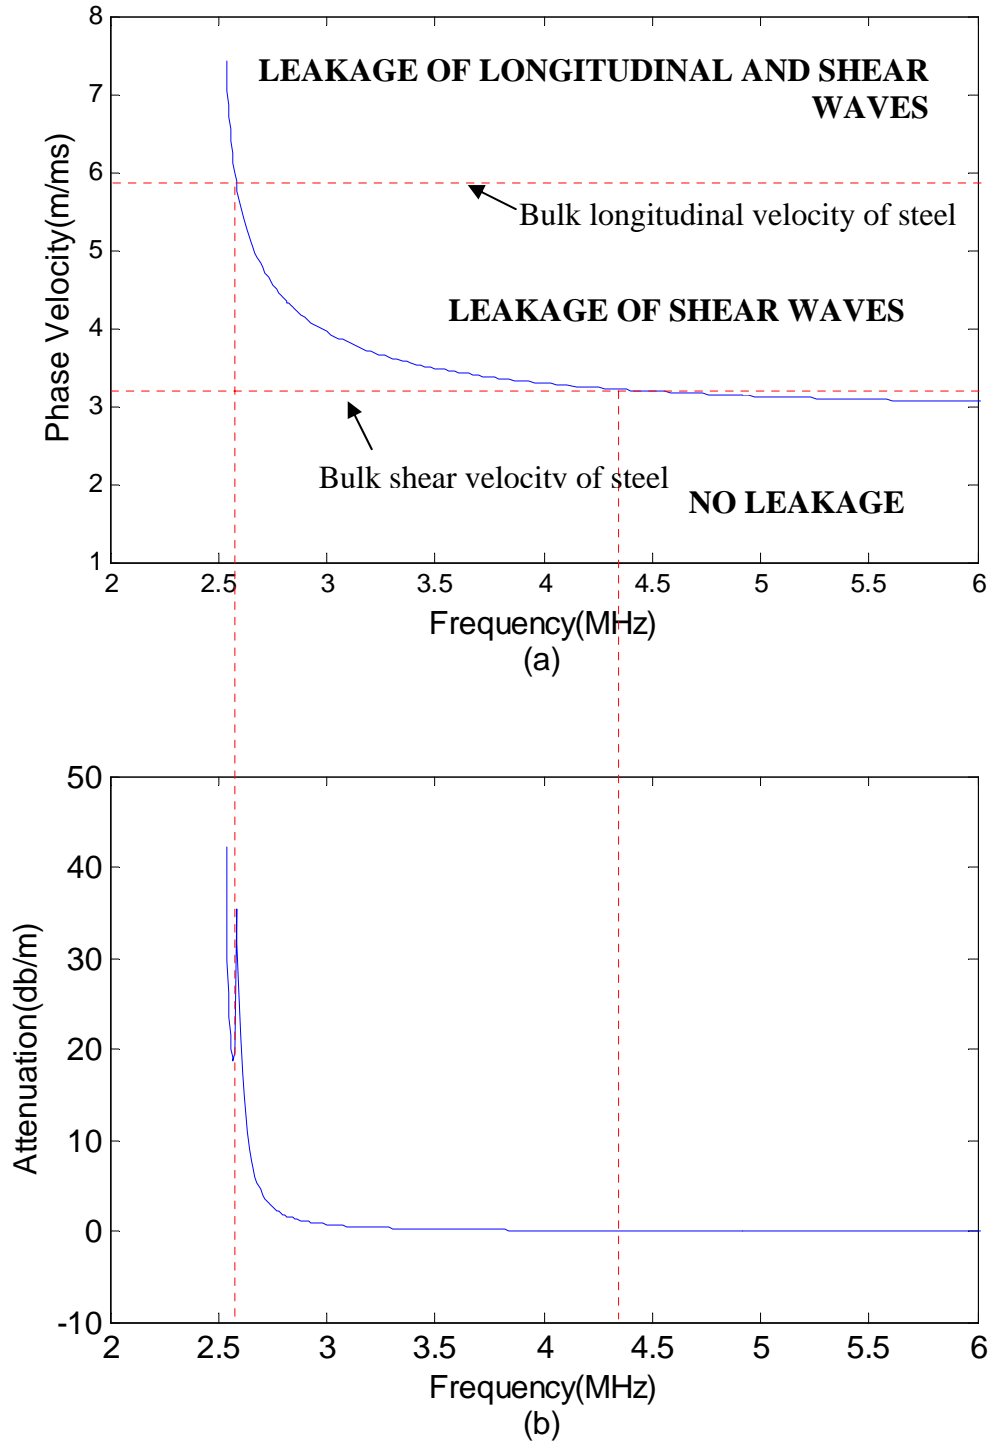 8
LEAKAGE OF LONGITUDINAL AND SHEAR
WAVES
7
6
Bulk longitudinal velocity of steel
5
LEAKAGE OF SHEAR WAVES
4
3
Bulk shear velocity of steel
2
NO LEAKAGE
1
Phase Velocity(m/ms)
2 2.5 3 3.5 4 4.5 5 5.5 6
Frequency(MHz)
(a)
50
40
30
20
10
0
-10
Attenuation(db/m)
2 2.5 3 3.5 4 4.5 5 5.5 6
Frequency(MHz)
(b)